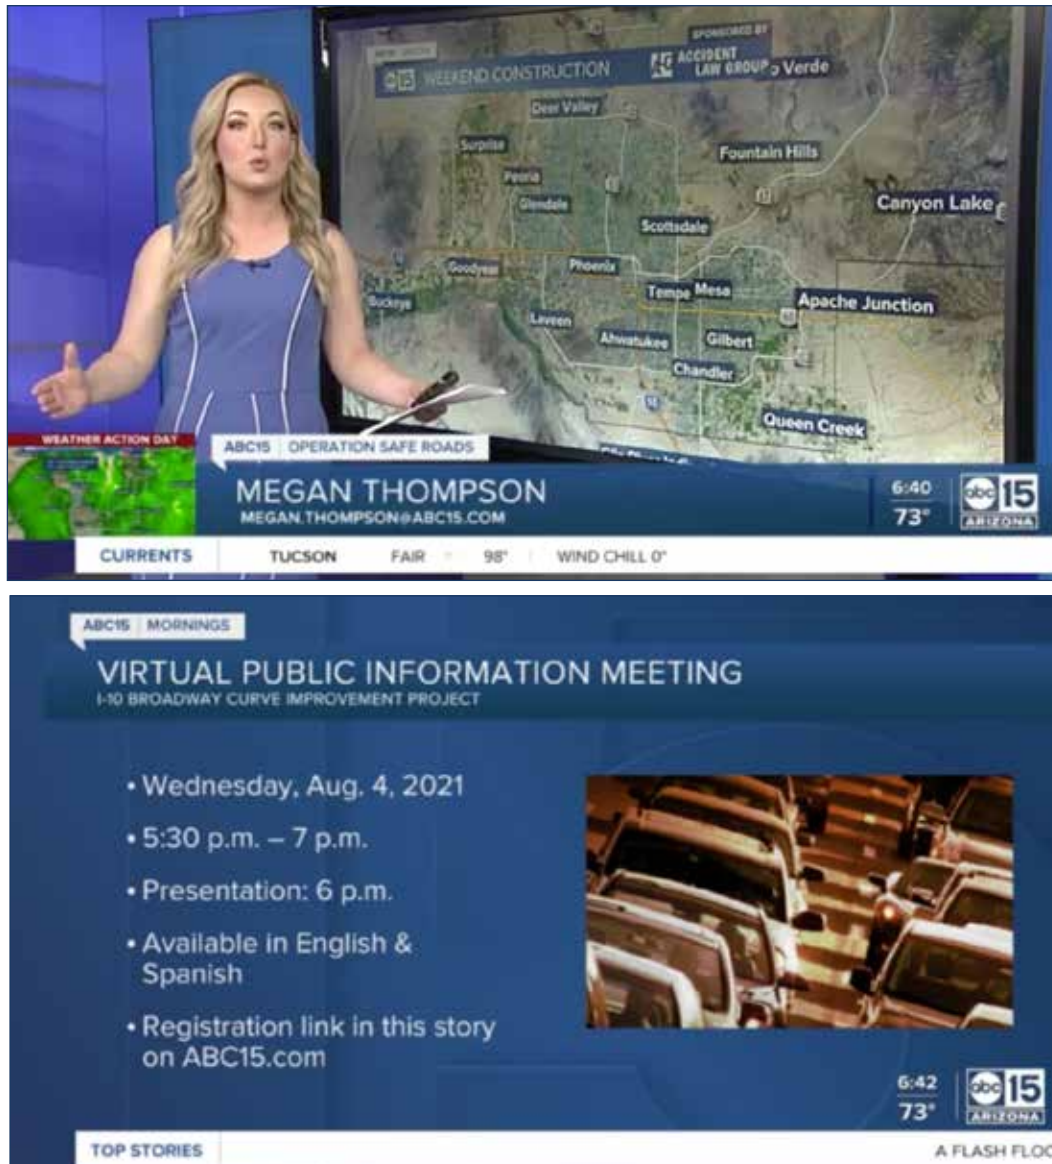 SPONSORED BY
abc 15 WEEKEND CONSTRUCTION
ACCIDENT
LAW GROUP
o Verde
Deer Valley
Surprise
Fountain Hills
Peoria
Glendale
Canyon Lake
Scottsdale
Goodyear
Phoenix
Buckeye
Tempe
Mesa
Apache Junction
Laveen
Ahwatukee
Gilbert
Chandler
Queen Creek
WEATHER ACTION DAY
ABC15 OPERATION SAFE ROADS
MEGAN THOMPSON
MEGAN.THOMPSON@ABC15.COM
6:40
73°
abc 15
ARIZONA
CURRENTS TUCSON FAIR 98° WIND CHILL 0°
ABC15 MORNINGS
VIRTUAL PUBLIC INFORMATION MEETING
I-10 BROADWAY CURVE IMPROVEMENT PROJECT
• Wednesday, Aug. 4, 2021
• 5:30 p.m. – 7 p.m.
• Presentation: 6 p.m.
• Available in English &
Spanish
• Registration link in this story
on ABC15.com
6:42
73°
abc 15
ARIZONA
TOP STORIES A FLASH FLOO